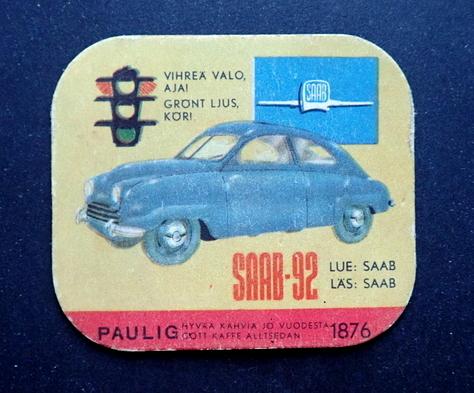 VIHREÄ VALO,
AJA!
GRÖNT LJUS,
KÖR!
SAAB
SAAB-92
LUE: SAAB
LÄS: SAAB
PAULIG HYVÄÄ KAHVIA JO VUODESTA 1876
GOTT KAFFE ALLTSEDAN